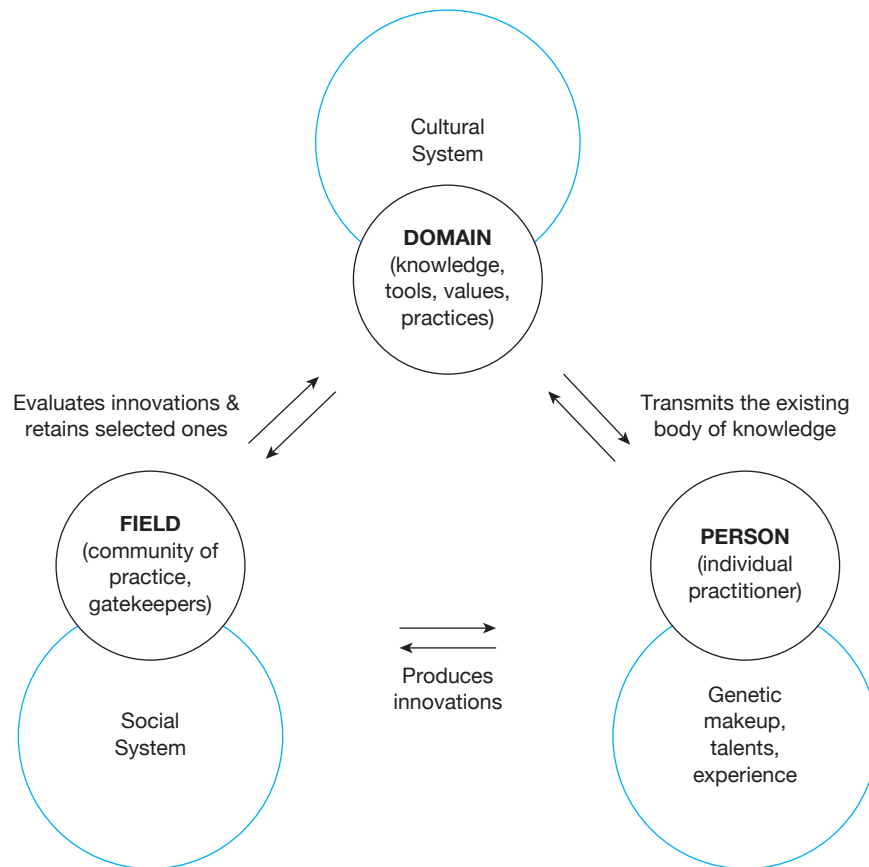 Cultural
System
DOMAIN
(knowledge,
tools, values,
practices)
Evaluates innovations &
retains selected ones
Transmits the existing
body of knowledge
FIELD
(community of
practice,
gatekeepers)
PERSON
(individual
practitioner)
Produces
innovations
Social
System
Genetic
makeup,
talents,
experience